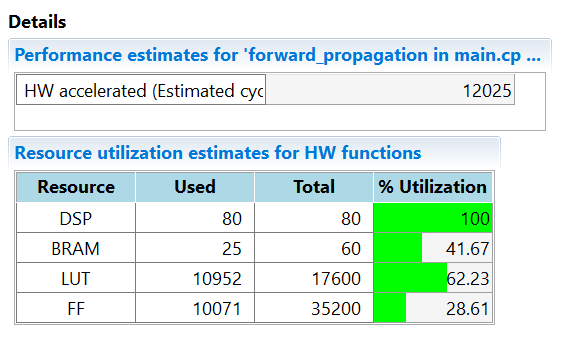 Details
Performance estimates for 'forward_propagation in main.cp ...
HW accelerated (Estimated cyc 12025
Resource utilization estimates for HW functions
Resource Used Total % Utilization
DSP 80 80 100
BRAM 25 60 41.67
LUT 10952 17600 62.23
FF 10071 35200 28.61